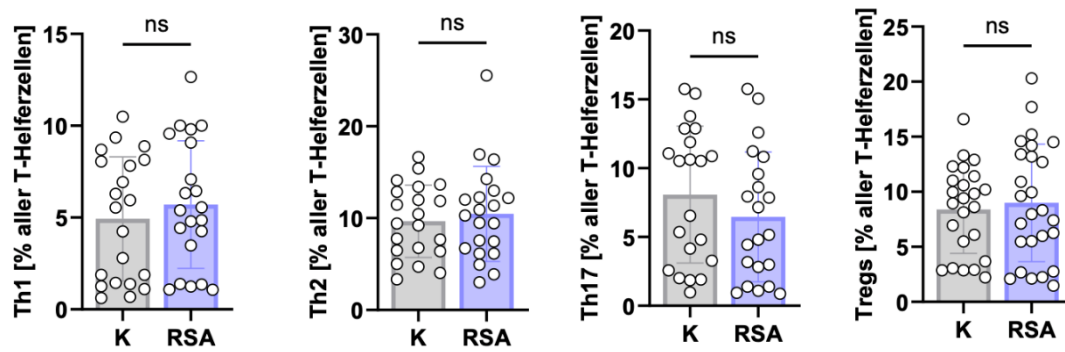 Th1 [% aller T-Helferzellen]
15
10
5
0
ns
K RSA
Th2 [% aller T-Helferzellen]
30
20
10
0
ns
K RSA
Th17 [% aller T-Helferzellen]
20
15
10
5
0
ns
K RSA
Tregs [% aller T-Helferzellen]
25
20
15
10
5
0
ns
K RSA